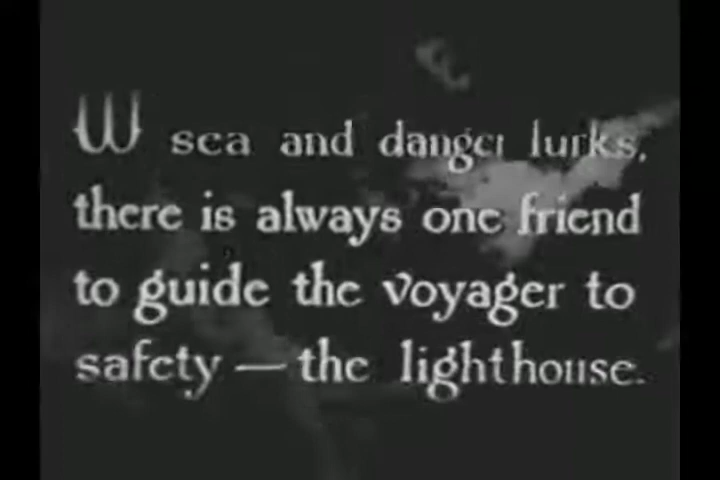 W sea and danger lurks,
there is always one friend
to guide the voyager to
safety — the lighthouse.